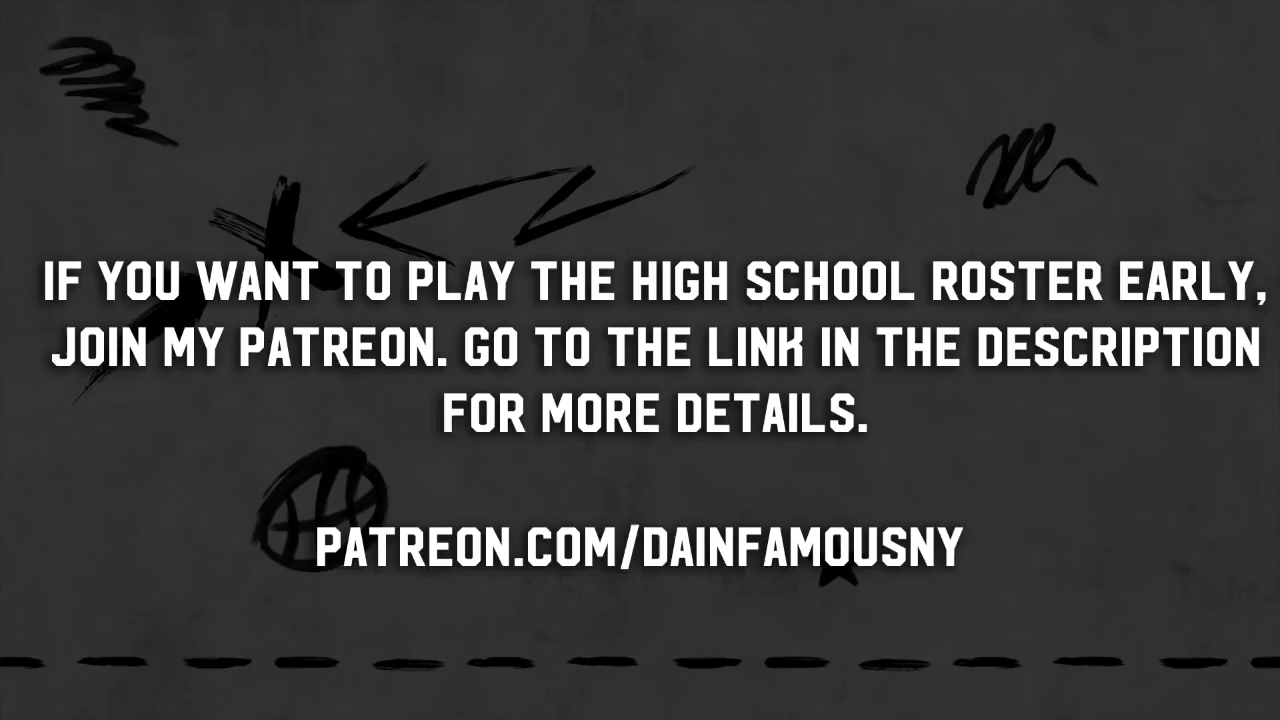 IF YOU WANT TO PLAY THE HIGH SCHOOL ROSTER EARLY,
JOIN MY PATREON. GO TO THE LINK IN THE DESCRIPTION
FOR MORE DETAILS.
PATREON.COM/DAINFAMOUSNY